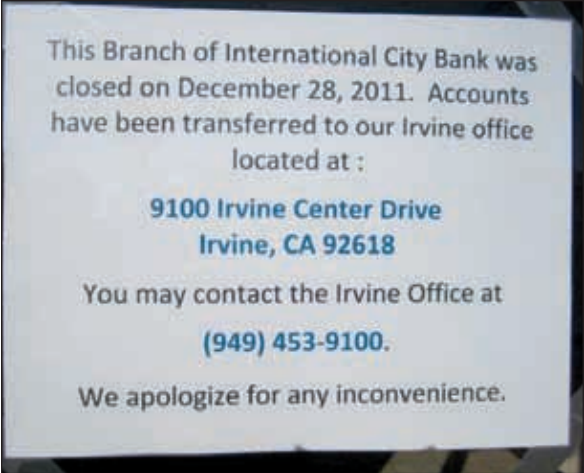 This Branch of International City Bank was
closed on December 28, 2011.  Accounts
have been transferred to our Irvine office
located at :
9100 Irvine Center Drive
Irvine, CA 92618
You may contact the Irvine Office at
(949) 453-9100.
We apologize for any inconvenience.